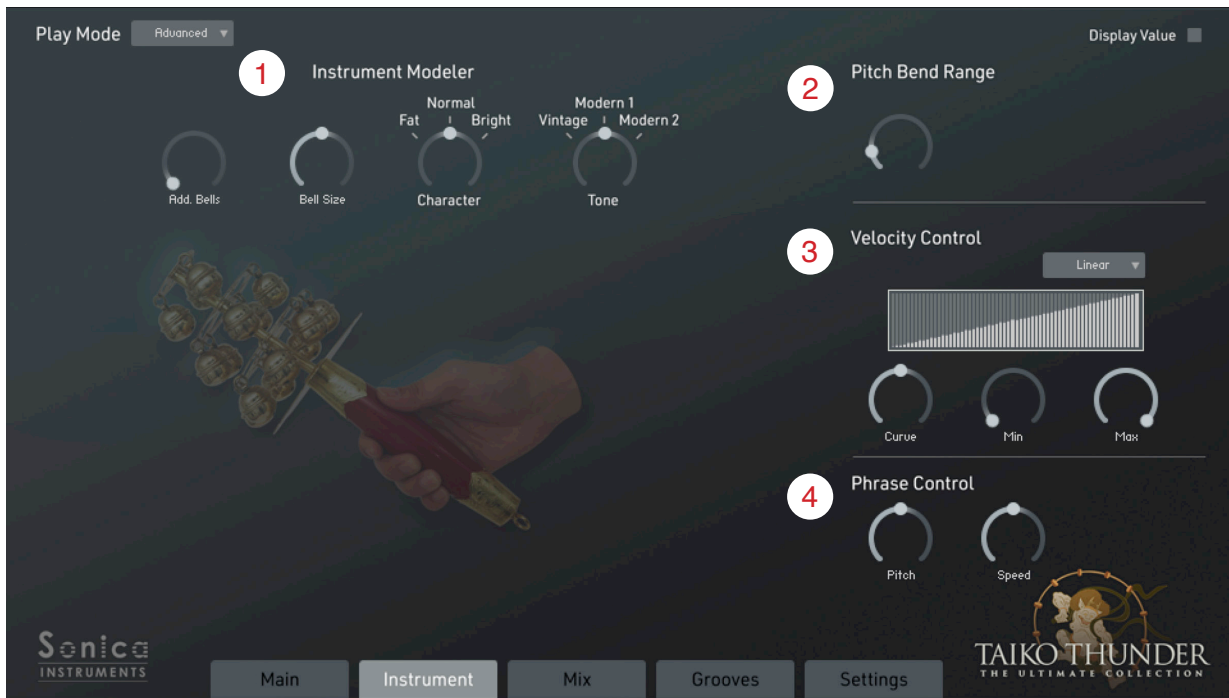 Play Mode
Advanced
Display Value
1
Instrument Modeler
2
Pitch Bend Range
Normal
Fat
Bright
Modern 1
Vintage
Modern 2
Add. Bells
Bell Size
Character
Tone
3
Velocity Control
Linear
Curve
Min
Max
4
Phrase Control
Pitch
Speed
Sonica
INSTRUMENTS
TAIKO THUNDER
THE ULTIMATE COLLECTION
Main
Instrument
Mix
Grooves
Settings